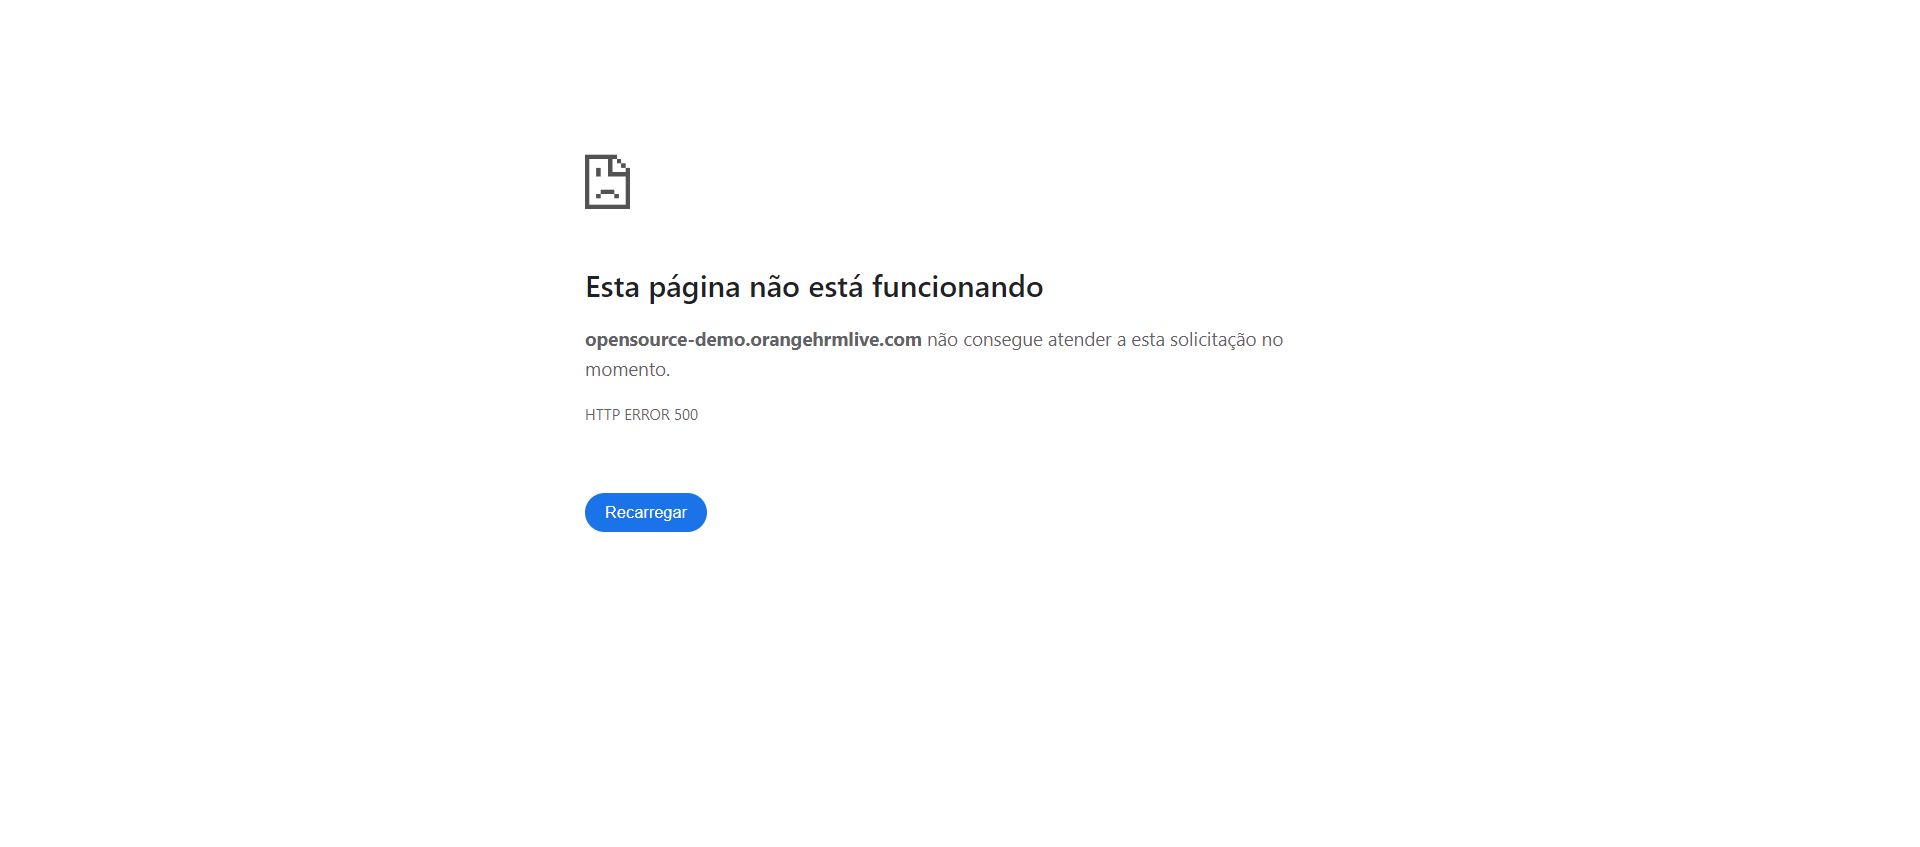 Esta página não está funcionando
opensource-demo.orangehrmlive.com não consegue atender a esta solicitação no
momento.
HTTP ERROR 500
Recarregar